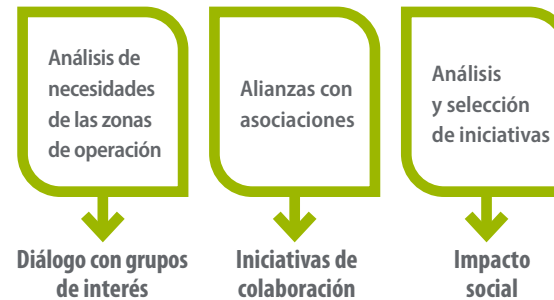 Análisis de
necesidades
de las zonas
de operación
Diálogo con grupos
de interés
Alianzas con
asociaciones
Iniciativas de
colaboración
Análisis
y selección
de iniciativas
Impacto
social